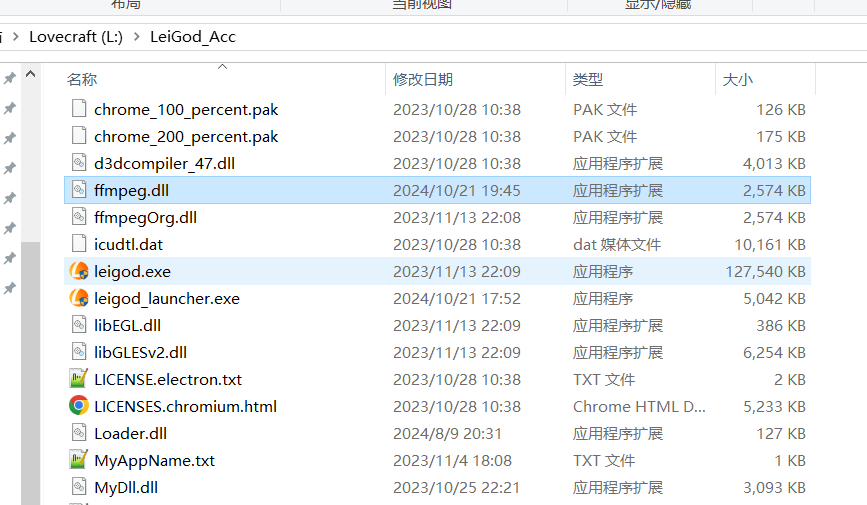 布局 当前视图 显示/隐藏
Lovecraft (L:) LeiGod_Acc
名称 修改日期 类型 大小
chrome_100_percent.pak 2023/10/28 10:38 PAK 文件 126 KB
chrome_200_percent.pak 2023/10/28 10:38 PAK 文件 175 KB
d3dcompiler_47.dll 2023/10/28 10:38 应用程序扩展 4,013 KB
ffmpeg.dll 2024/10/21 19:45 应用程序扩展 2,574 KB
ffmpegOrg.dll 2023/11/13 22:08 应用程序扩展 2,574 KB
icudtl.dat 2023/10/28 10:38 dat 媒体文件 10,161 KB
leigod.exe 2023/11/13 22:09 应用程序 127,540 KB
leigod_launcher.exe 2024/10/21 17:52 应用程序 5,042 KB
libEGL.dll 2023/11/13 22:09 应用程序扩展 386 KB
libGLESv2.dll 2023/11/13 22:09 应用程序扩展 6,254 KB
LICENSE.electron.txt 2023/10/28 10:38 TXT 文件 2 KB
LICENSES.chromium.html 2023/10/28 10:38 Chrome HTML D... 5,233 KB
Loader.dll 2024/8/9 20:31 应用程序扩展 127 KB
MyAppName.txt 2023/11/4 18:08 TXT 文件 1 KB
MyDll.dll 2023/10/25 22:21 应用程序扩展 3,093 KB